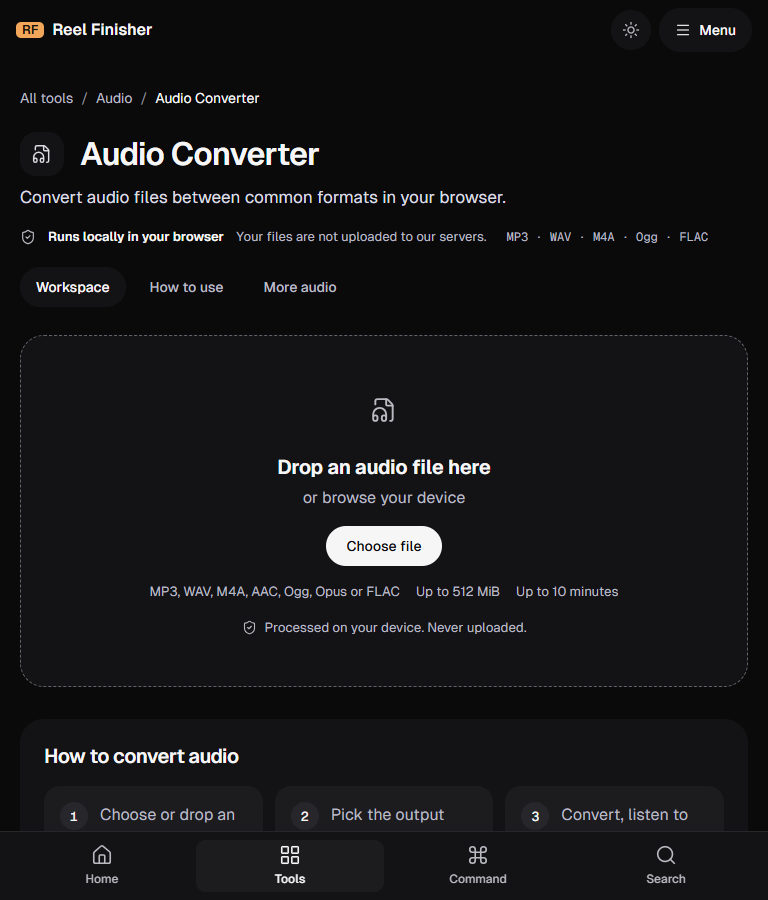 RF Reel Finisher
Menu
All tools / Audio / Audio Converter
Audio Converter
Convert audio files between common formats in your browser.
Runs locally in your browser Your files are not uploaded to our servers. MP3 · WAV · M4A · Ogg · FLAC
Workspace How to use More audio
Drop an audio file here
or browse your device
Choose file
MP3, WAV, M4A, AAC, Ogg, Opus or FLAC Up to 512 MiB Up to 10 minutes
Processed on your device. Never uploaded.
How to convert audio
1 Choose or drop an
2 Pick the output
3 Convert, listen to
Home Tools Command Search